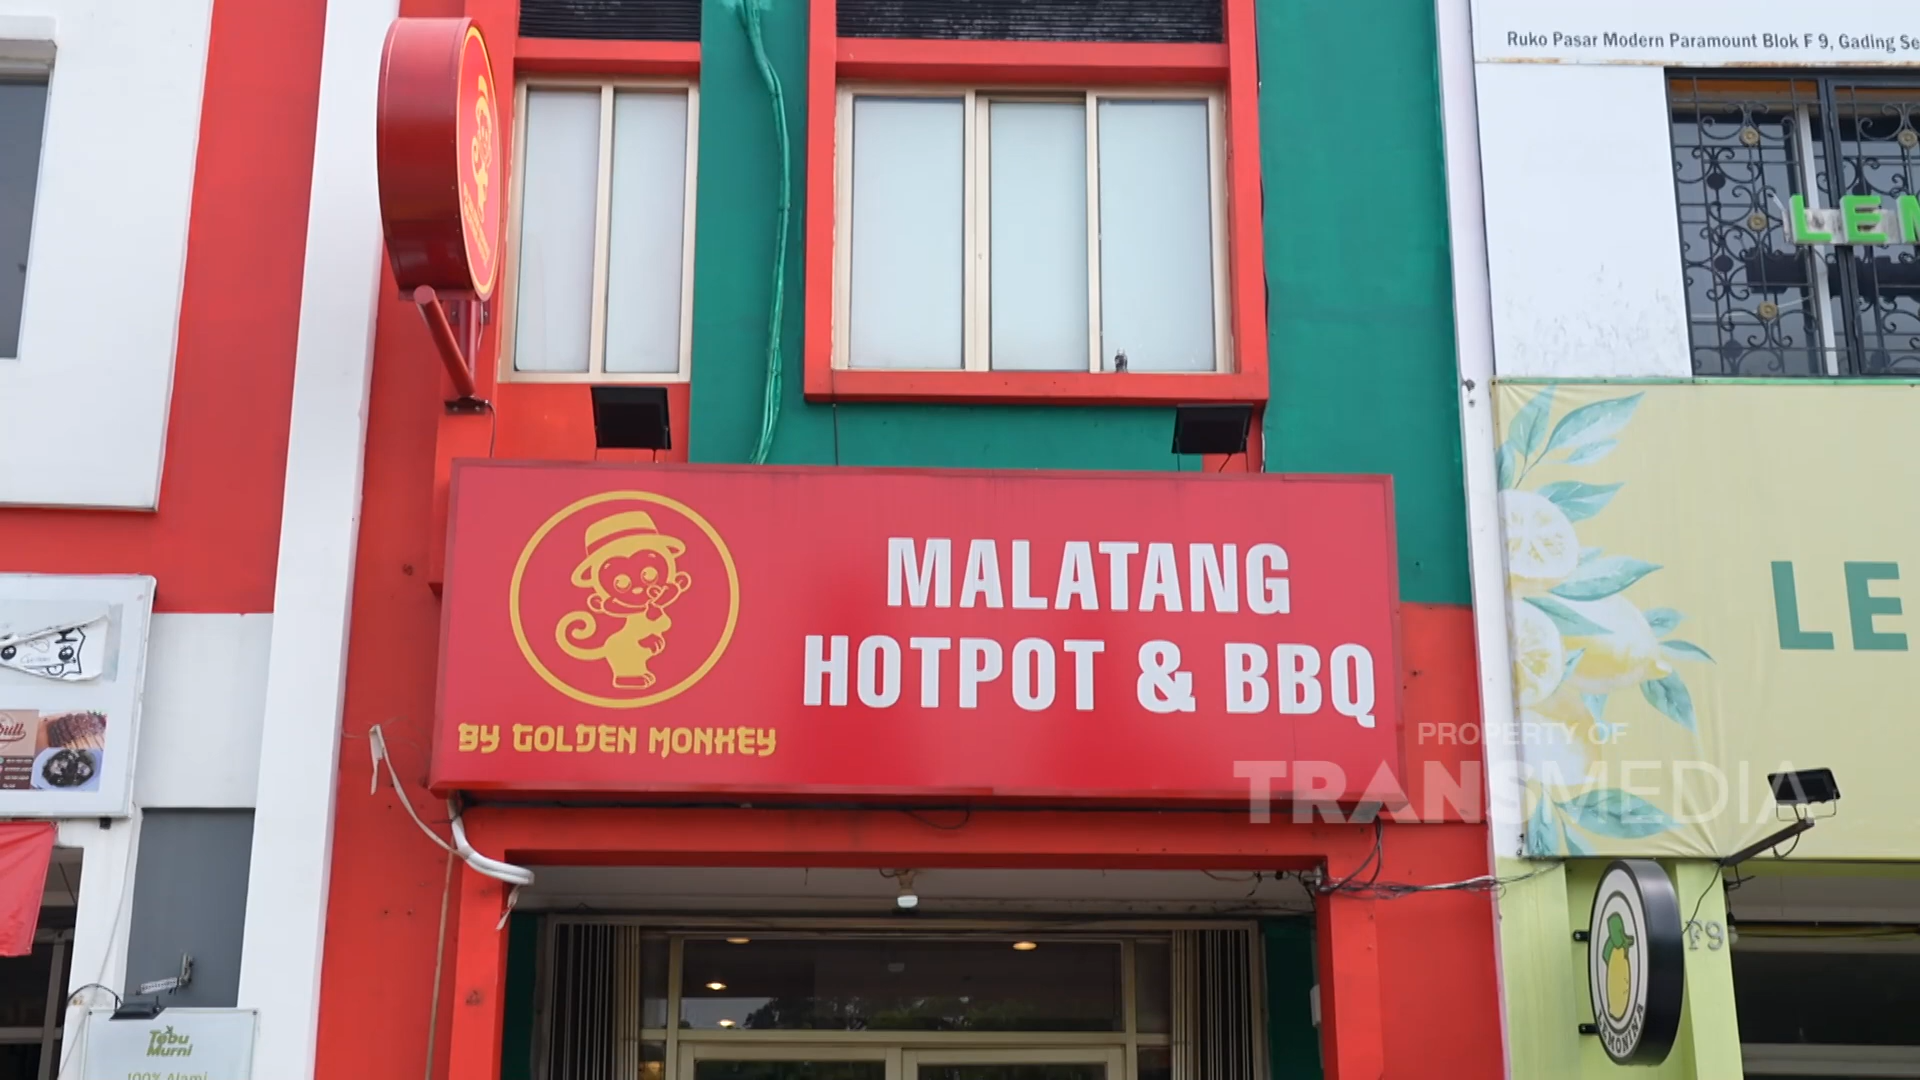 Ruko Pasar Modern Paramount Blok F 9, Gading Se
LEM
MALATANG
HOTPOT & BBQ
BY GOLDEN MONKEY
LE
PROPERTY OF
TRANSMEDIA
F9
LEMONINA
Tebu
Murni
100% Alami